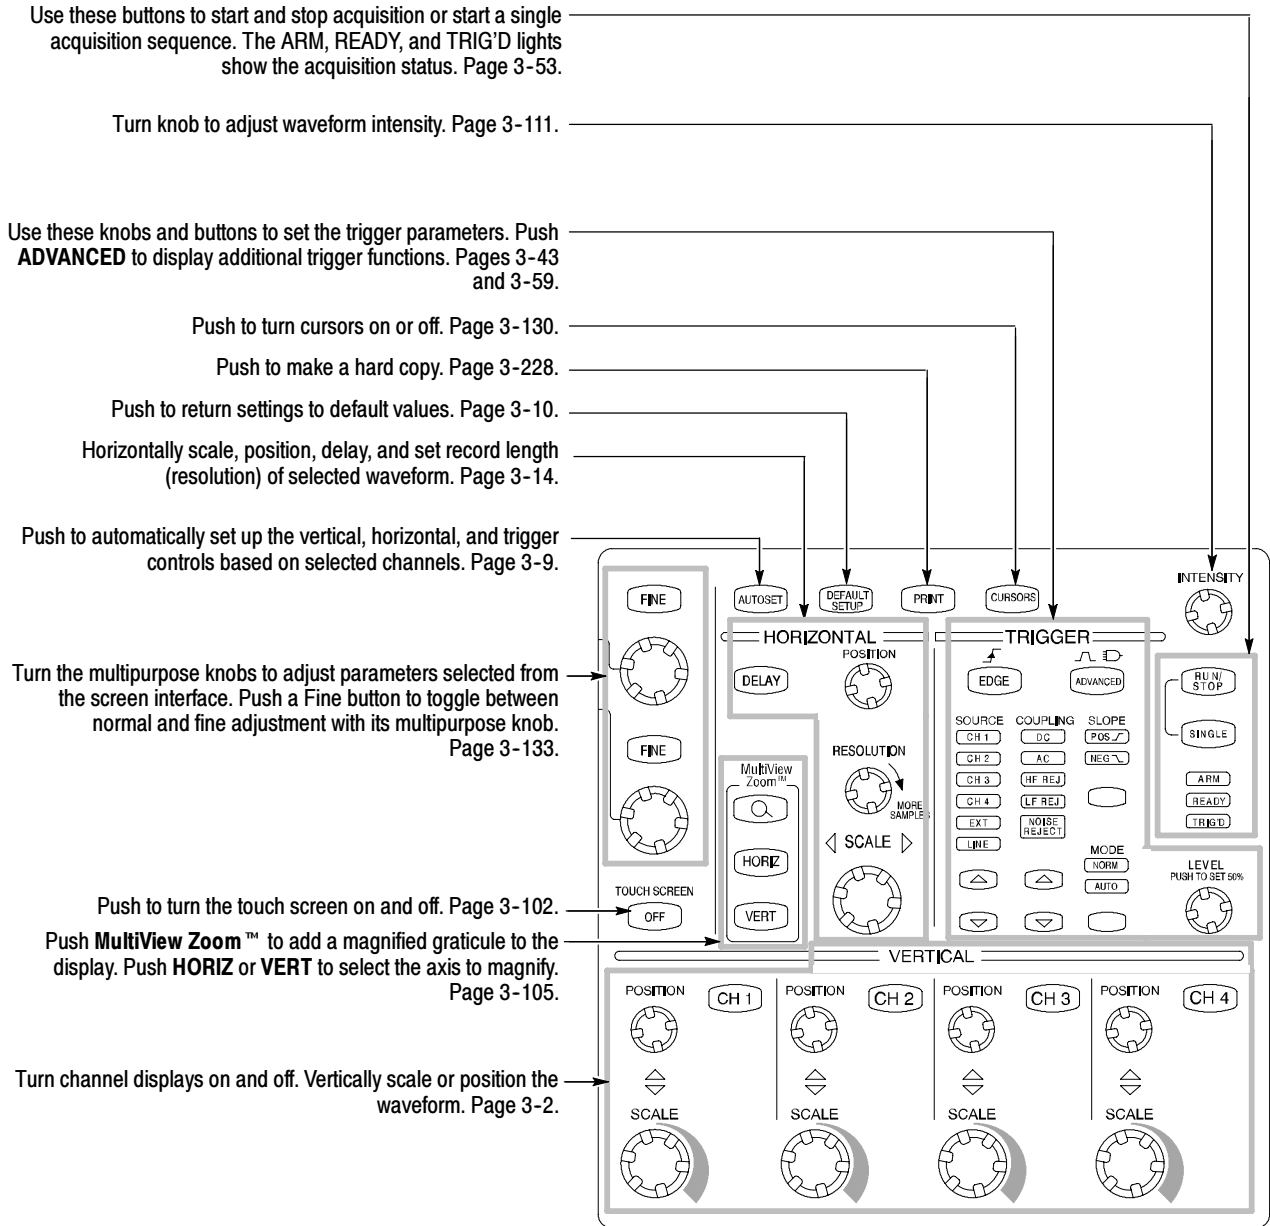 Use these buttons to start and stop acquisition or start a single
acquisition sequence. The ARM, READY, and TRIG’D lights
show the acquisition status. Page 3-53.
Turn knob to adjust waveform intensity. Page 3-111.
Use these knobs and buttons to set the trigger parameters. Push
ADVANCED to display additional trigger functions. Pages 3-43
and 3-59.
Push to turn cursors on or off. Page 3-130.
Push to make a hard copy. Page 3-228.
Push to return settings to default values. Page 3-10.
Horizontally scale, position, delay, and set record length
(resolution) of selected waveform. Page 3-14.
Push to automatically set up the vertical, horizontal, and trigger
controls based on selected channels. Page 3-9.
Turn the multipurpose knobs to adjust parameters selected from
the screen interface. Push a Fine button to toggle between
normal and fine adjustment with its multipurpose knob.
Page 3-133.
Push to turn the touch screen on and off. Page 3-102.
Push MultiView Zoom™ to add a magnified graticule to the
display. Push HORIZ or VERT to select the axis to magnify.
Page 3-105.
Turn channel displays on and off. Vertically scale or position the
waveform. Page 3-2.
FINE
FINE
TOUCH SCREEN
OFF
AUTOSET
DEFAULT
SETUP
PRINT
CURSORS
INTENSITY
HORIZONTAL
DELAY
POSITION
RESOLUTION
MORE
SAMPLES
SCALE
MultiView
Zoom™
HORIZ
VERT
TRIGGER
EDGE
ADVANCED
SOURCE
CH 1
CH 2
CH 3
CH 4
EXT
LINE
COUPLING
DC
AC
HF REJ
LF REJ
NOISE
REJECT
SLOPE
POS
NEG
MODE
NORM
AUTO
RUN/
STOP
SINGLE
ARM
READY
TRIG'D
LEVEL
PUSH TO SET 50%
VERTICAL
POSITION
CH 1
POSITION
CH 2
POSITION
CH 3
POSITION
CH 4
SCALE
SCALE
SCALE
SCALE